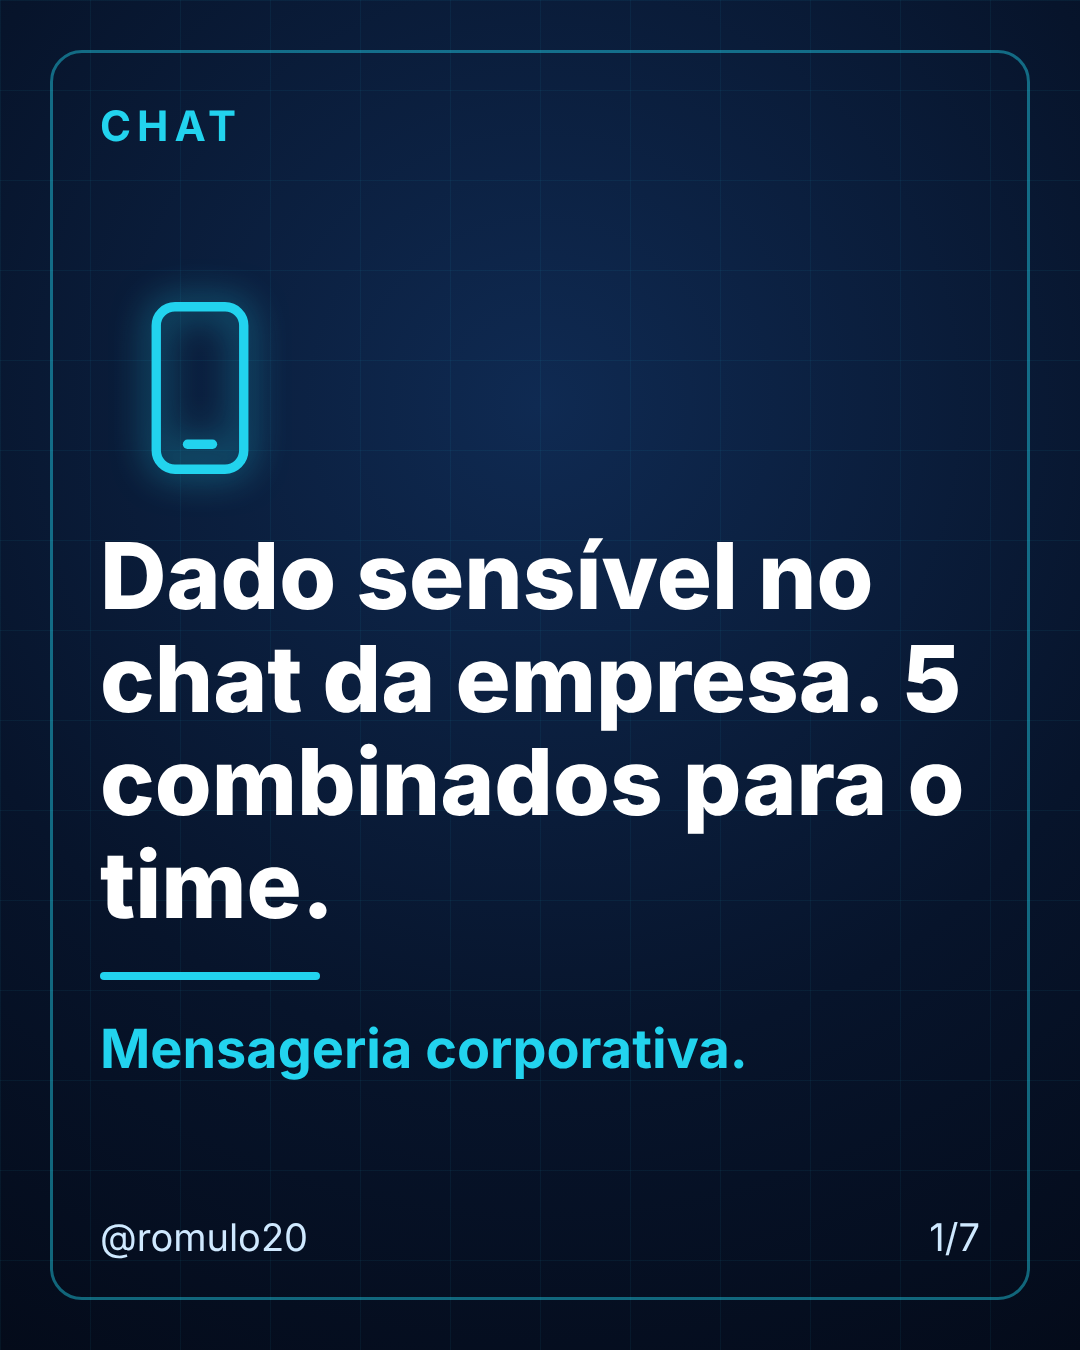 CHAT
Dado sensível no
chat da empresa. 5
combinados para o
time.
Mensageria corporativa.
@romulo20
1/7